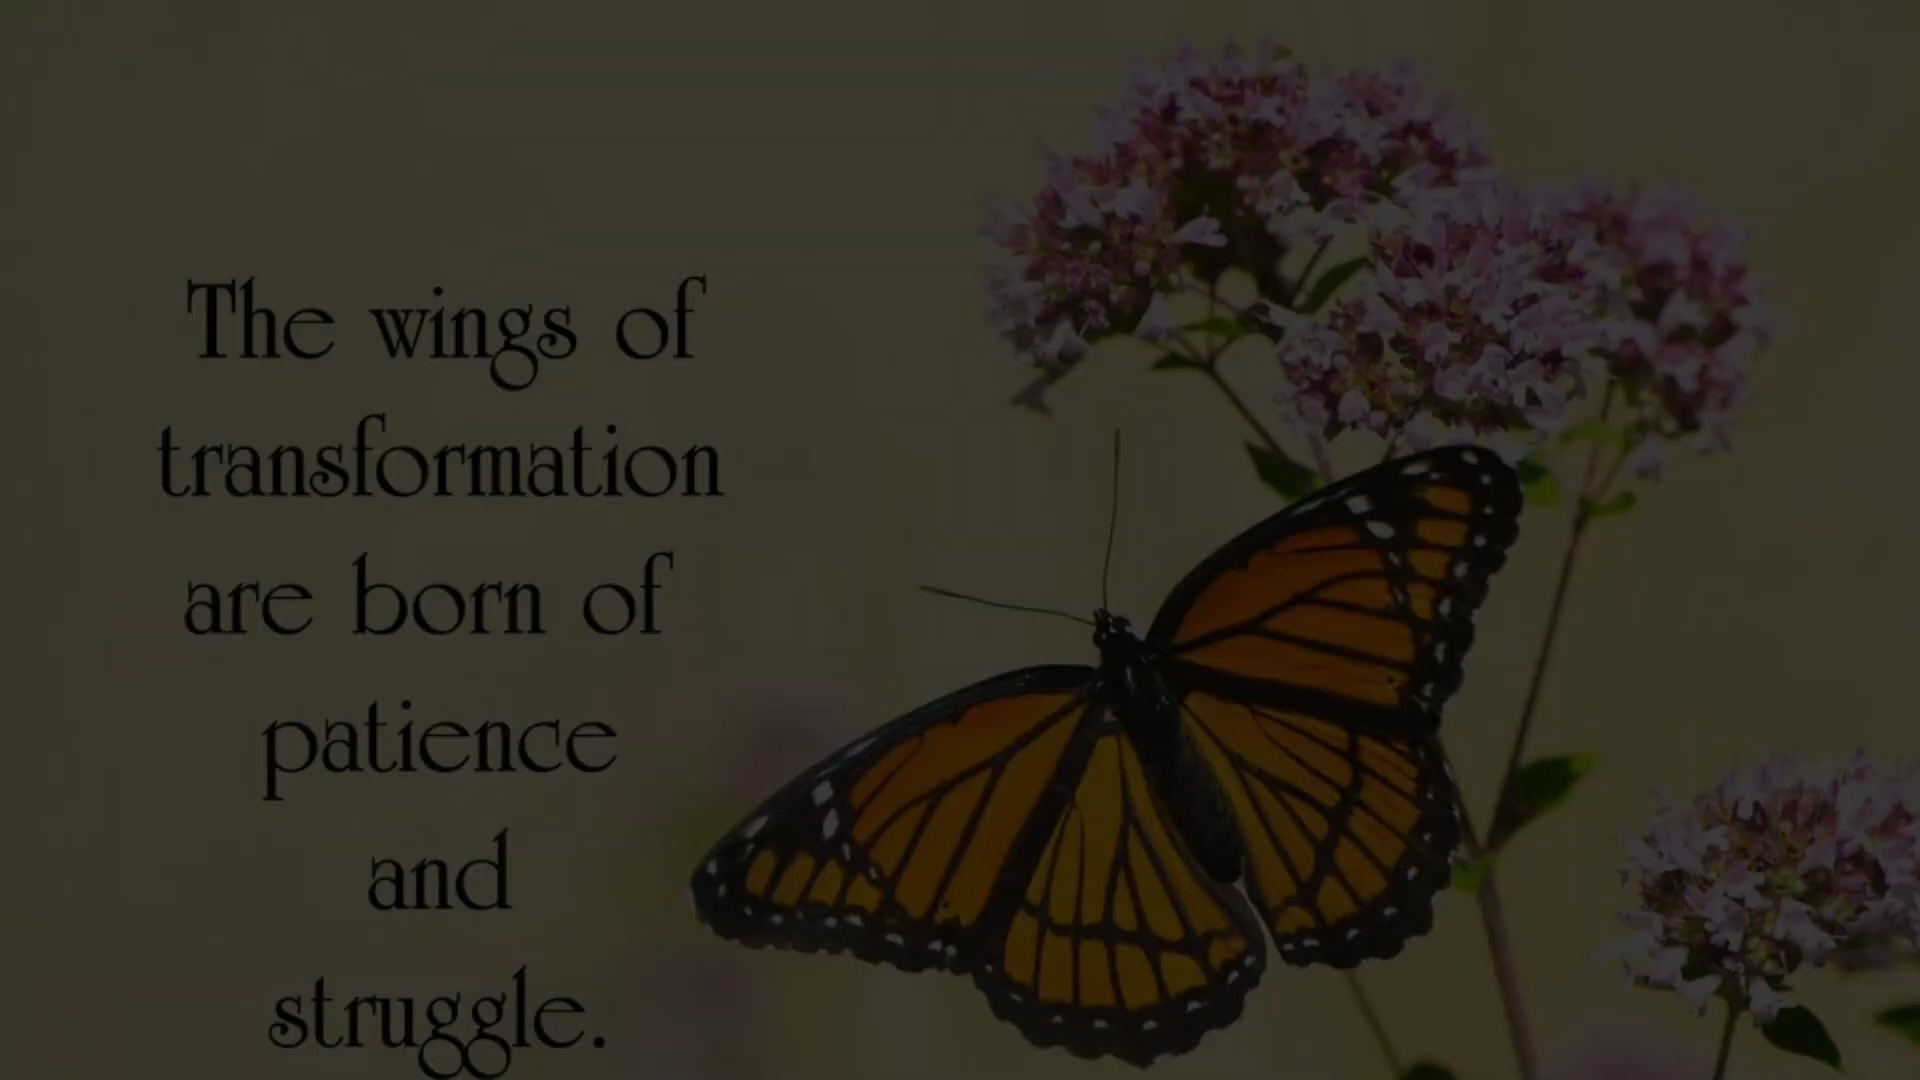 The wings of
transformation
are born of
patience
and
struggle.